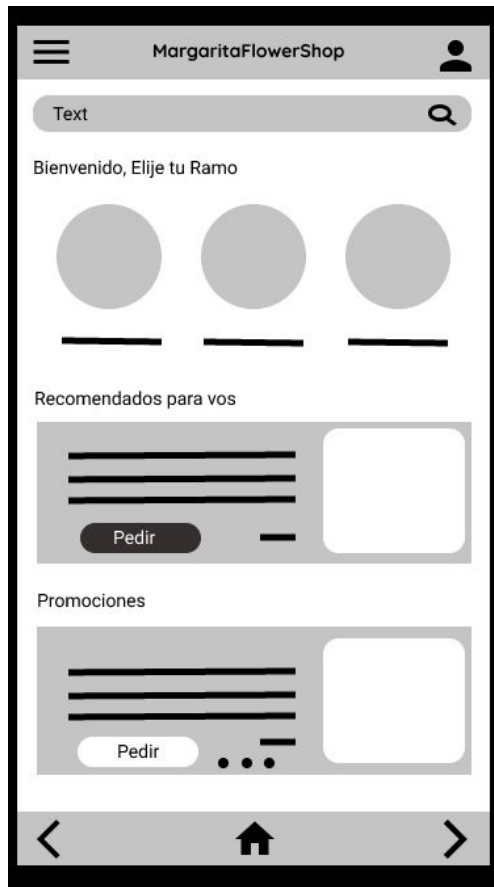 MargaritaFlowerShop
Text
Bienvenido, Elije tu Ramo
Recomendados para vos
Pedir
Promociones
Pedir